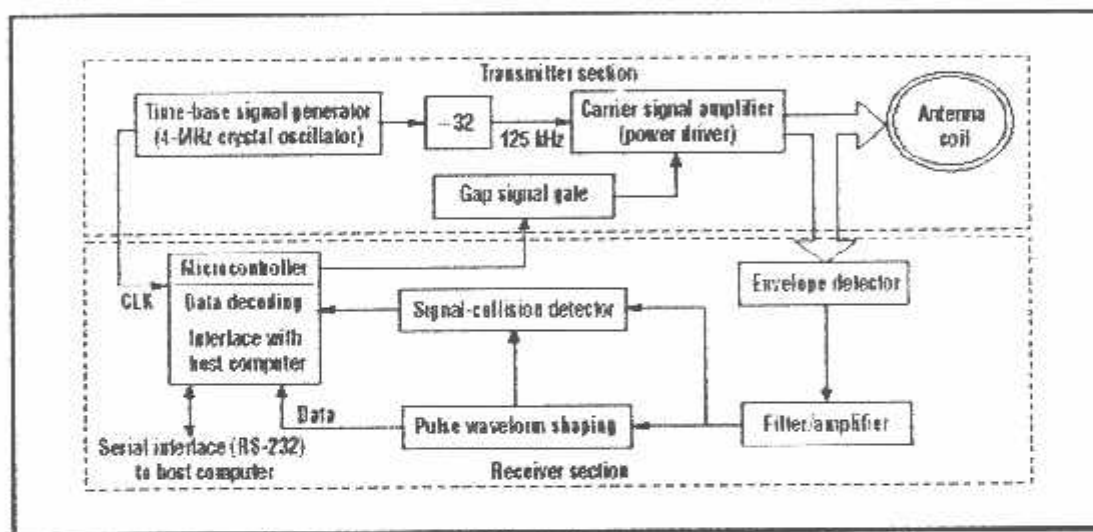 Transmitter section
Time-base signal generator
(4-MHz crystal oscillator)
÷32
125 kHz
Carrier signal amplifier
(power driver)
Antenna
coil
Gap signal gate
Microcontroller
CLK
Data decoding
Interface with
host computer
Signal-collision detector
Envelope detector
Data
Pulse waveform shaping
Filter/amplifier
Serial interface (RS-232)
to host computer
Receiver section